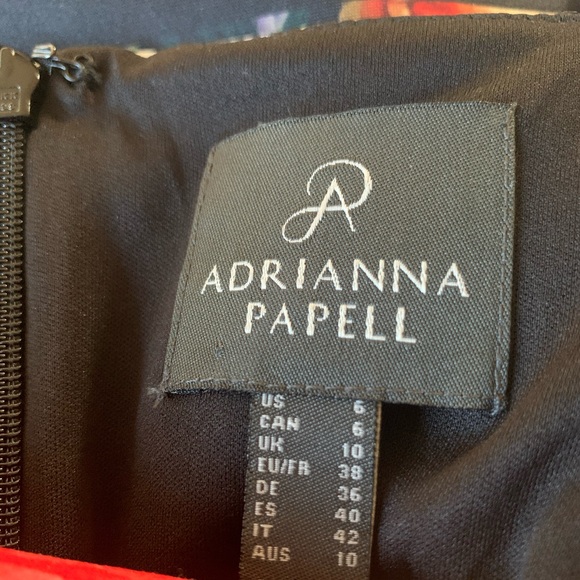 ADRIANNA
PAPELL
US 6
CAN 6
UK 10
EU/FR 38
DE 36
ES 40
IT 42
AUS 10